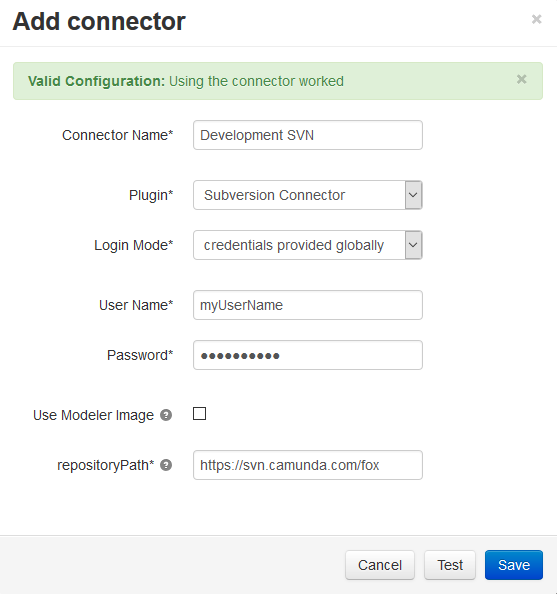 Add connector ×
Valid Configuration: Using the connector worked ×
Connector Name* Development SVN
Plugin* Subversion Connector
Login Mode* credentials provided globally
User Name* myUserName
Password* ●●●●●●●●●●
Use Modeler Image ?
repositoryPath* ? https://svn.camunda.com/fox
Cancel Test Save